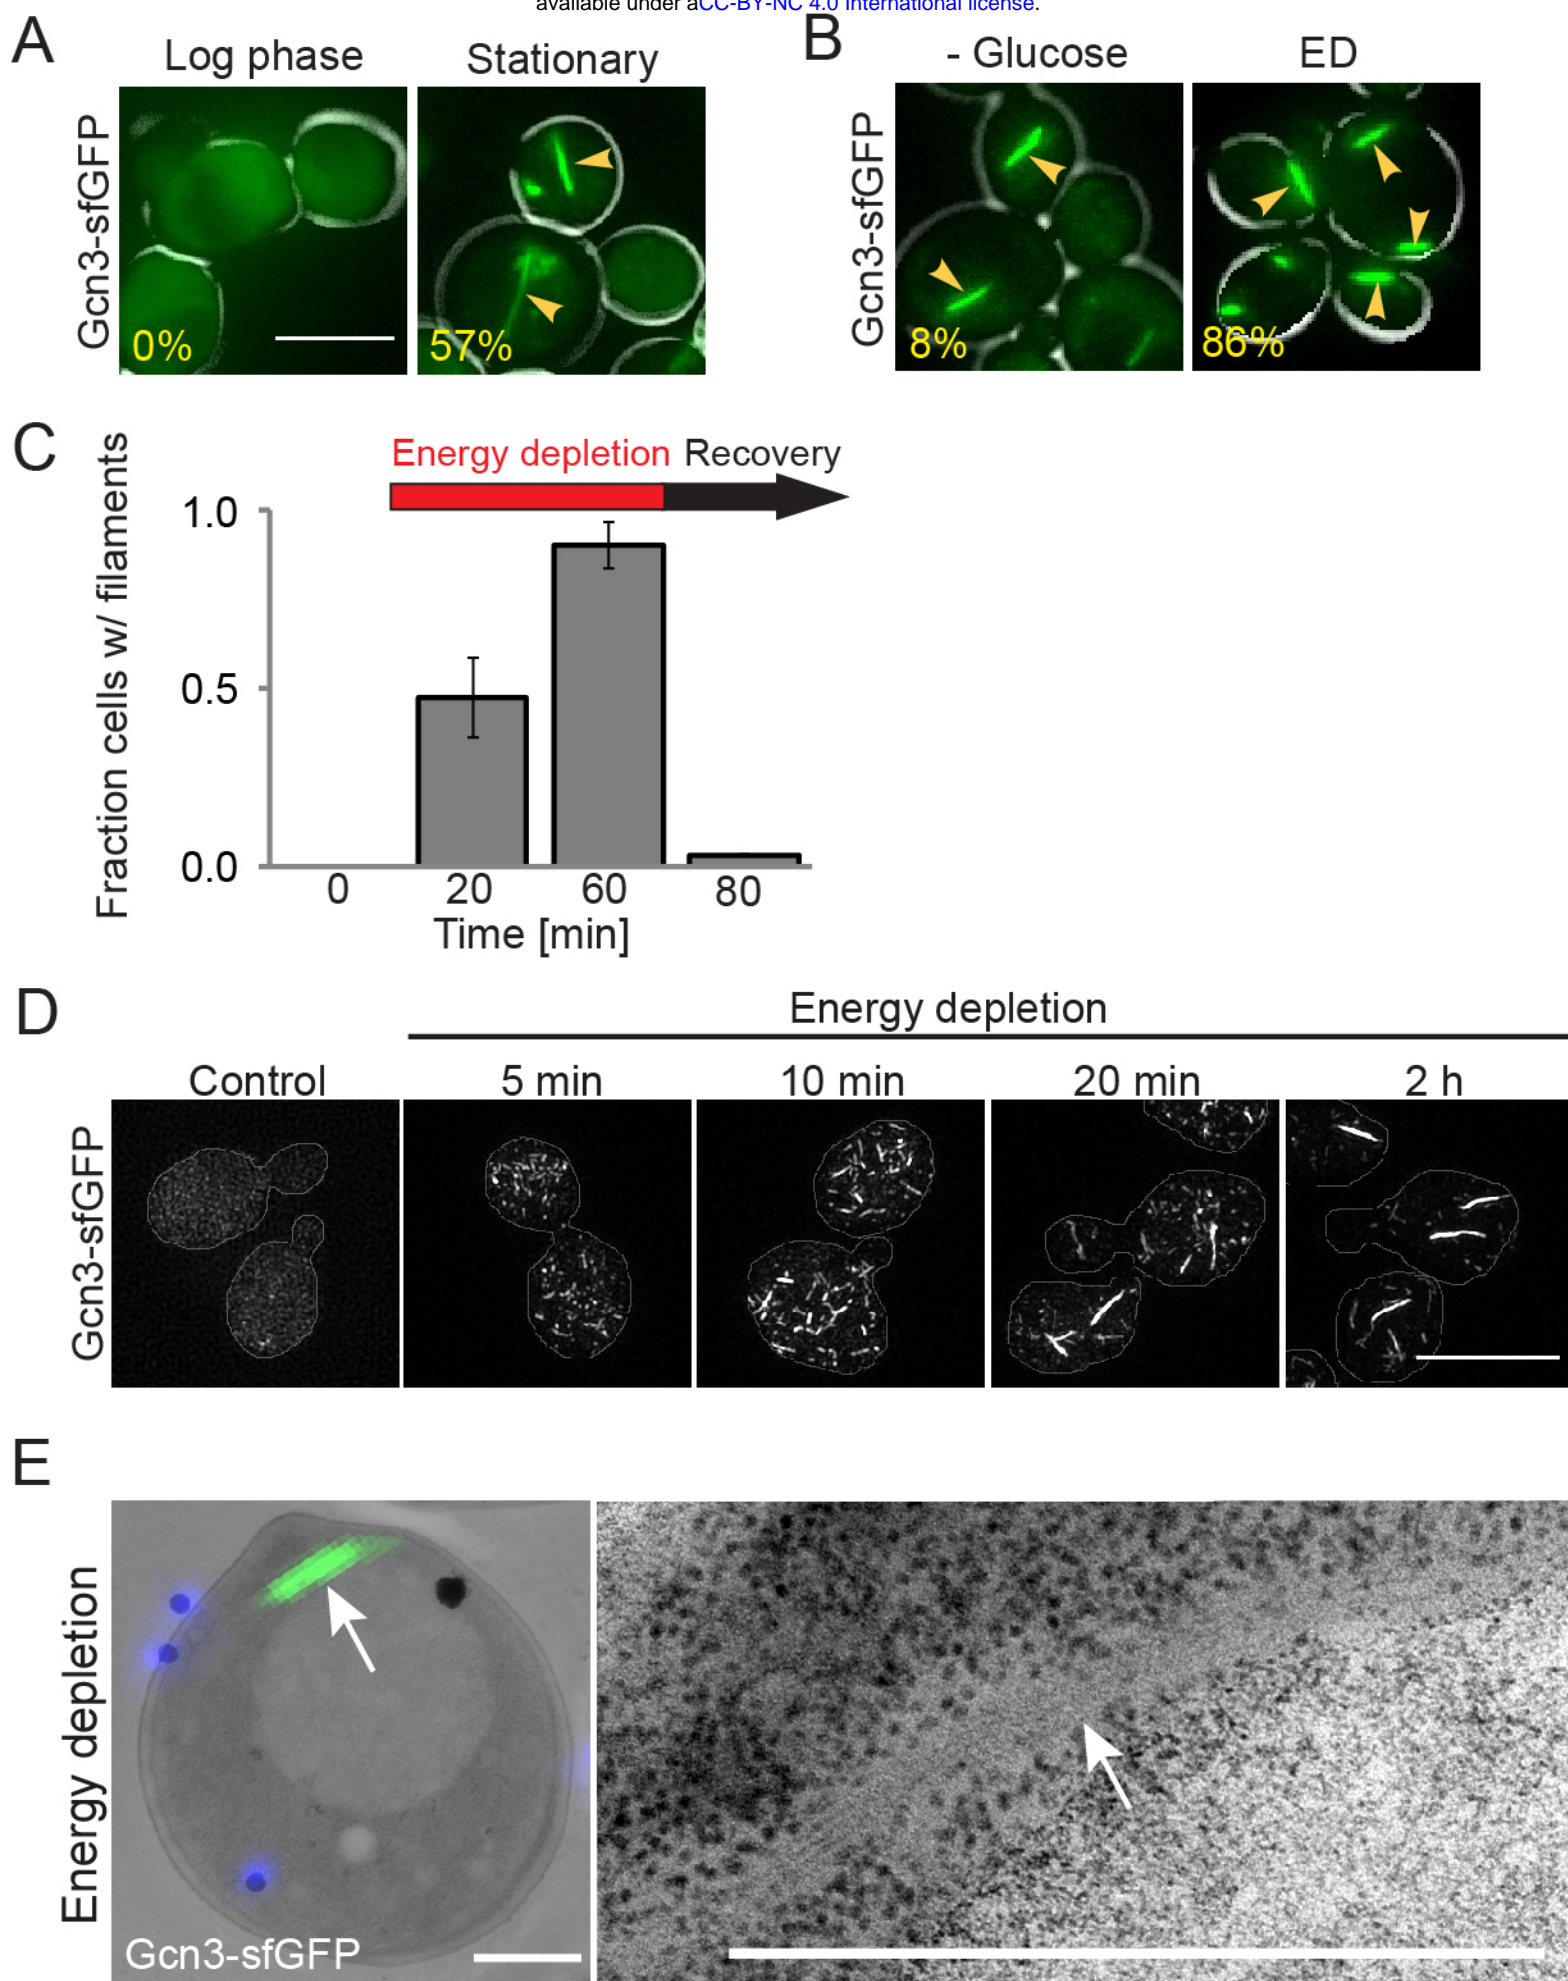 available under aCC-BY-NC 4.0 International license.
A
Log phase
Stationary
Gcn3-sfGFP
0%
57%
B
- Glucose
ED
Gcn3-sfGFP
8%
86%
C
Energy depletion
Recovery
Fraction cells w/ filaments
1.0
0.5
0.0
0
20
60
80
Time [min]
D
Energy depletion
Control
5 min
10 min
20 min
2 h
Gcn3-sfGFP
E
Energy depletion
Gcn3-sfGFP